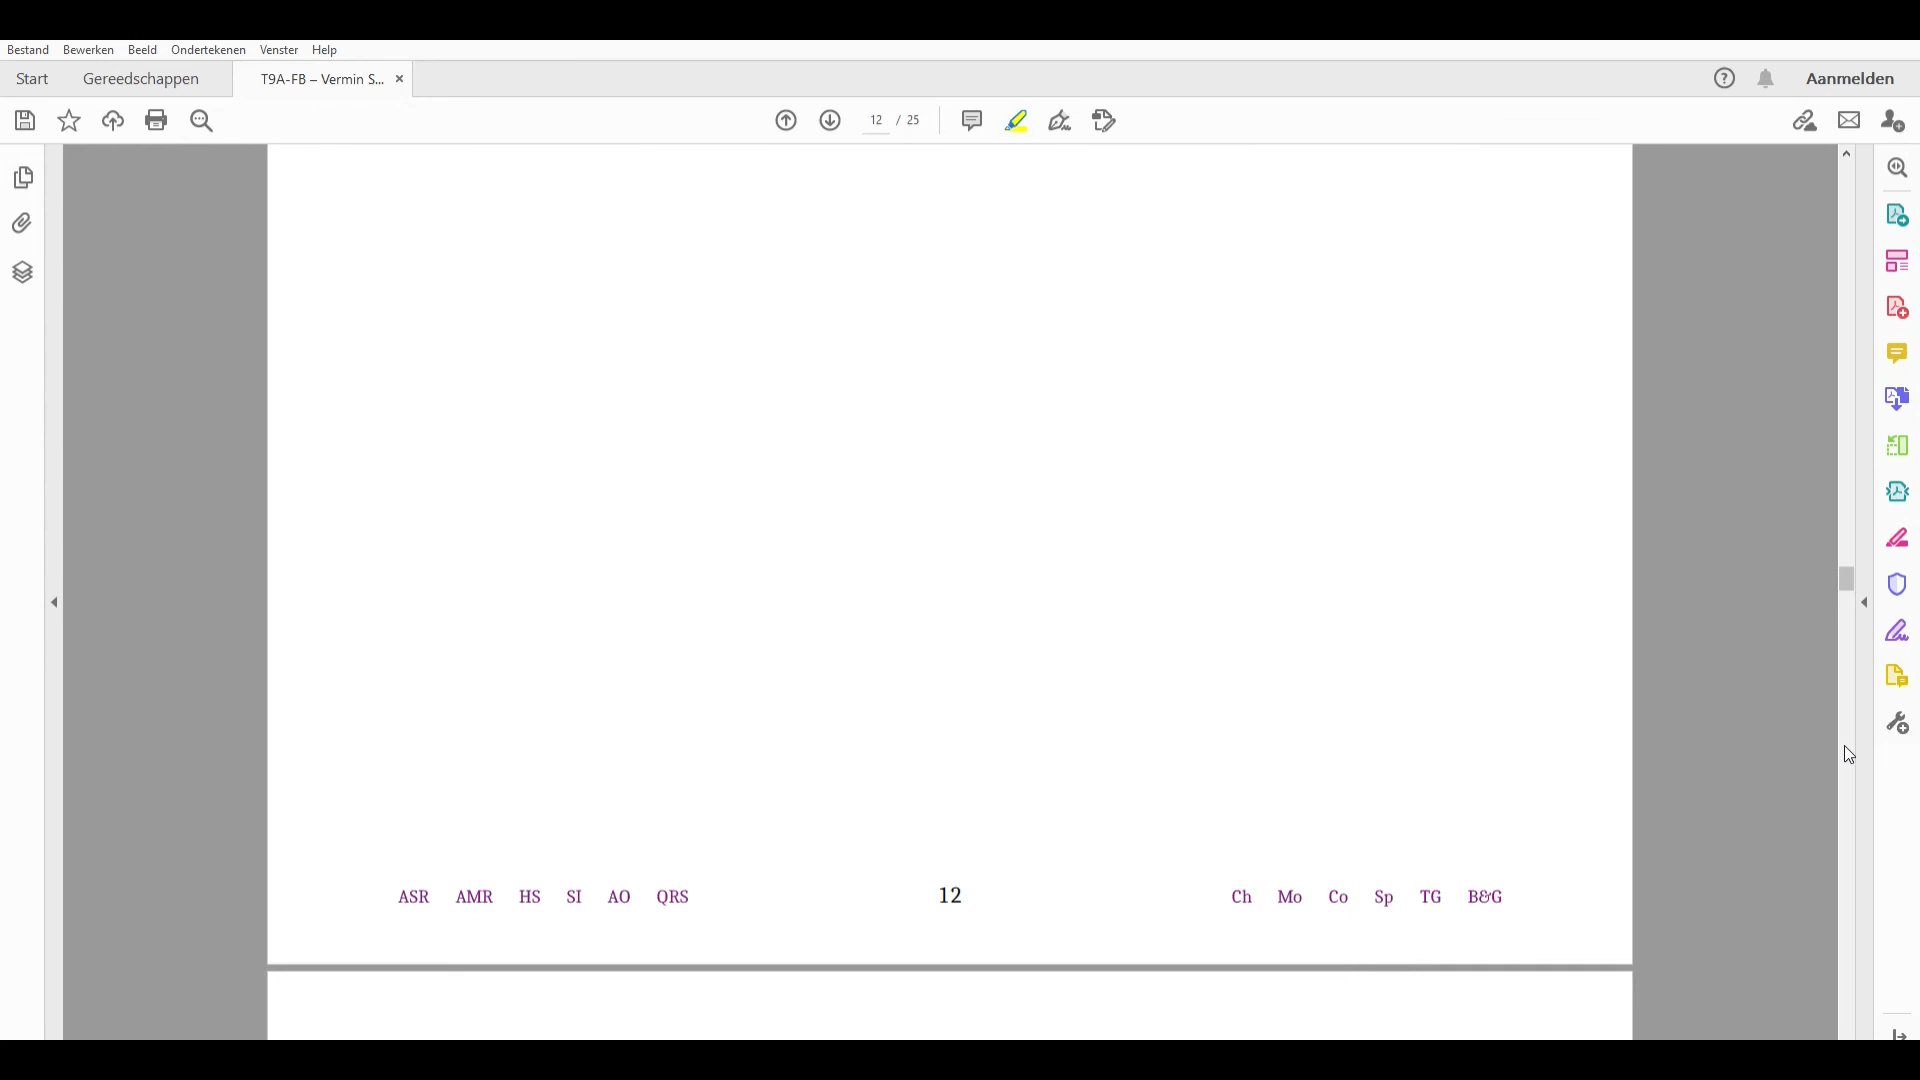 Bestand Bewerken Beeld Ondertekenen Venster Help
Start Gereedschappen T9A-FB – Vermin S... × Aanmelden
12 / 25
ASR AMR HS SI AO QRS 12 Ch Mo Co Sp TG B&G